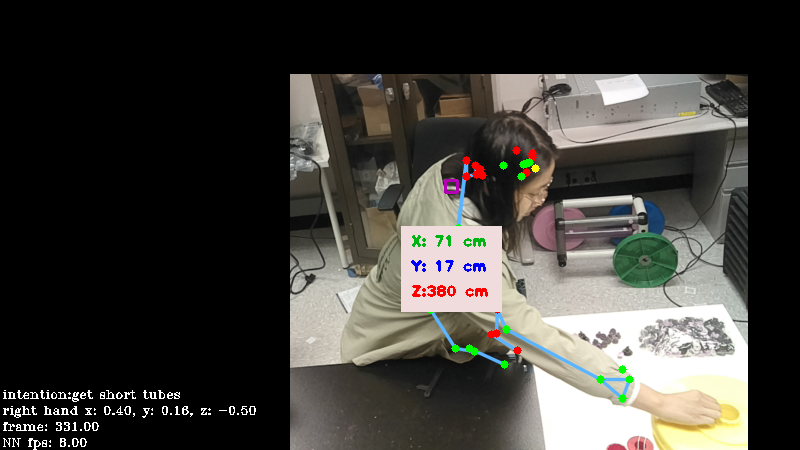 X: 71 cm
Y: 17 cm
Z:380 cm
intention:get short tubes
right hand x: 0.40, y: 0.16, z: −0.50
frame: 331.00
NN fps: 8.00